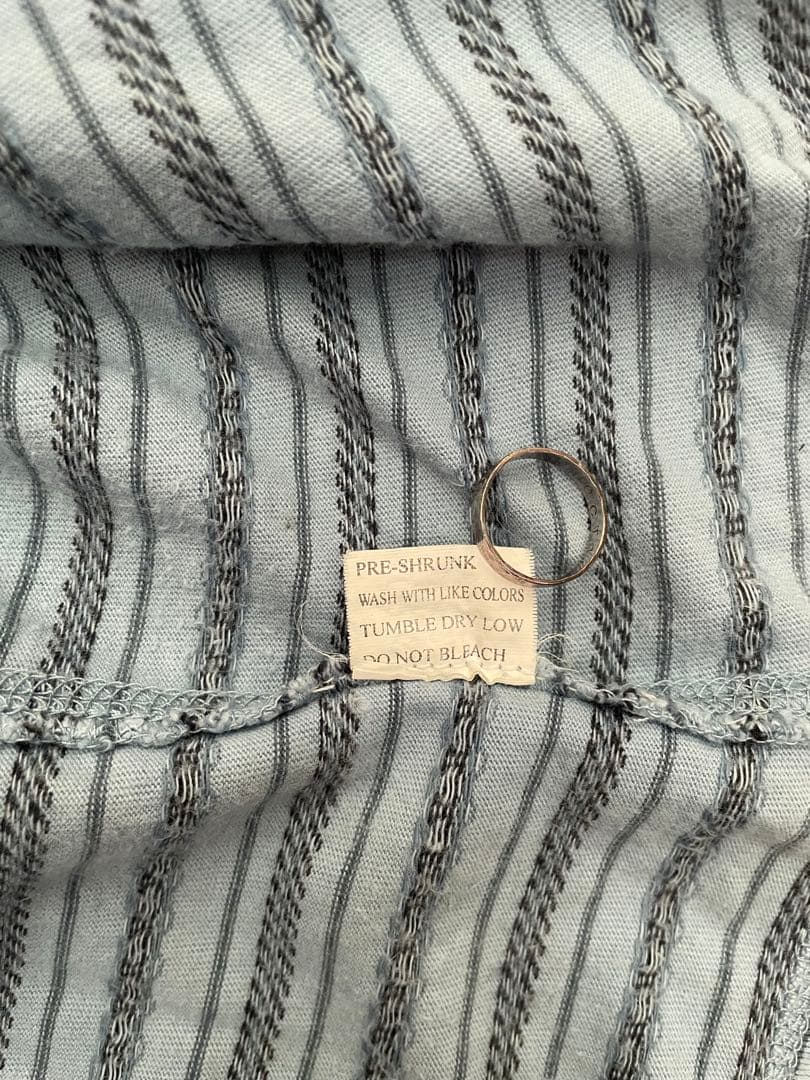 PRE-SHRUNK
WASH WITH LIKE COLORS
TUMBLE DRY LOW
DO NOT BLEACH